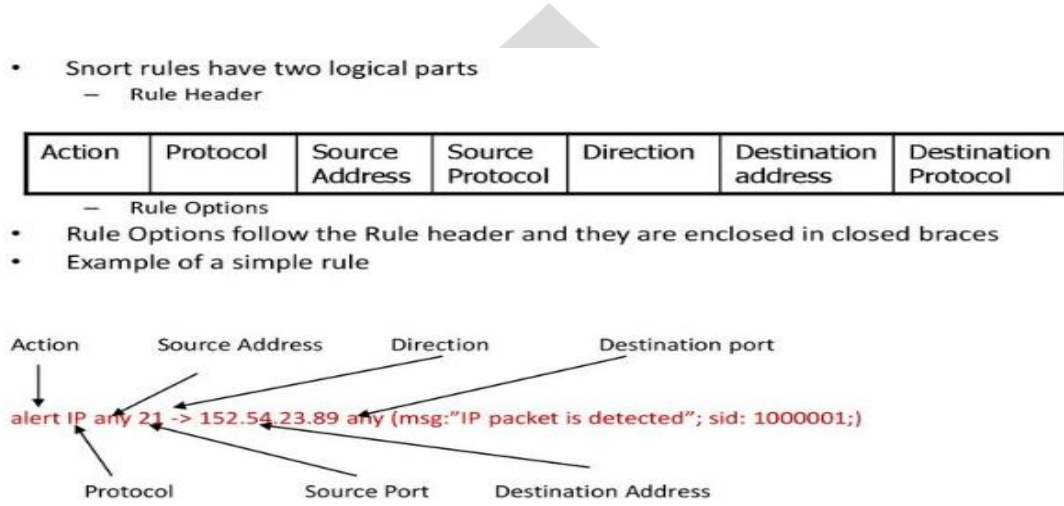 • Snort rules have two logical parts
– Rule Header
Action Protocol Source Address Source Protocol Direction Destination address Destination Protocol
– Rule Options
• Rule Options follow the Rule header and they are enclosed in closed braces
• Example of a simple rule
Action Source Address Direction Destination port
alert IP any 21 -> 152.54.23.89 any (msg:”IP packet is detected”; sid: 1000001;)
Protocol Source Port Destination Address